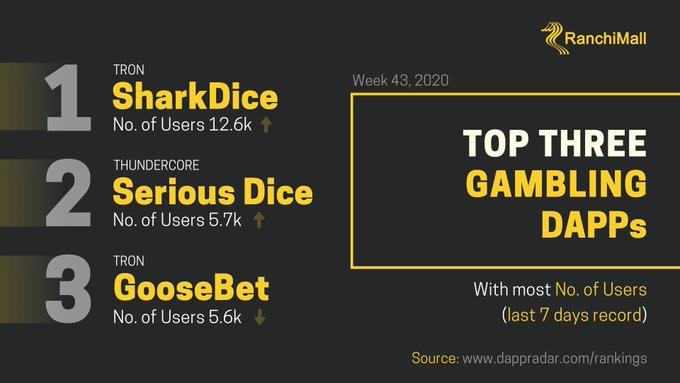 RanchiMall
1
TRON
SharkDice
No. of Users 12.6k
2
THUNDERCORE
Serious Dice
No. of Users 5.7k
3
TRON
GooseBet
No. of Users 5.6k
Week 43, 2020
TOP THREE
GAMBLING
DAPPs
With most No. of Users
(last 7 days record)
Source: www.dappradar.com/rankings